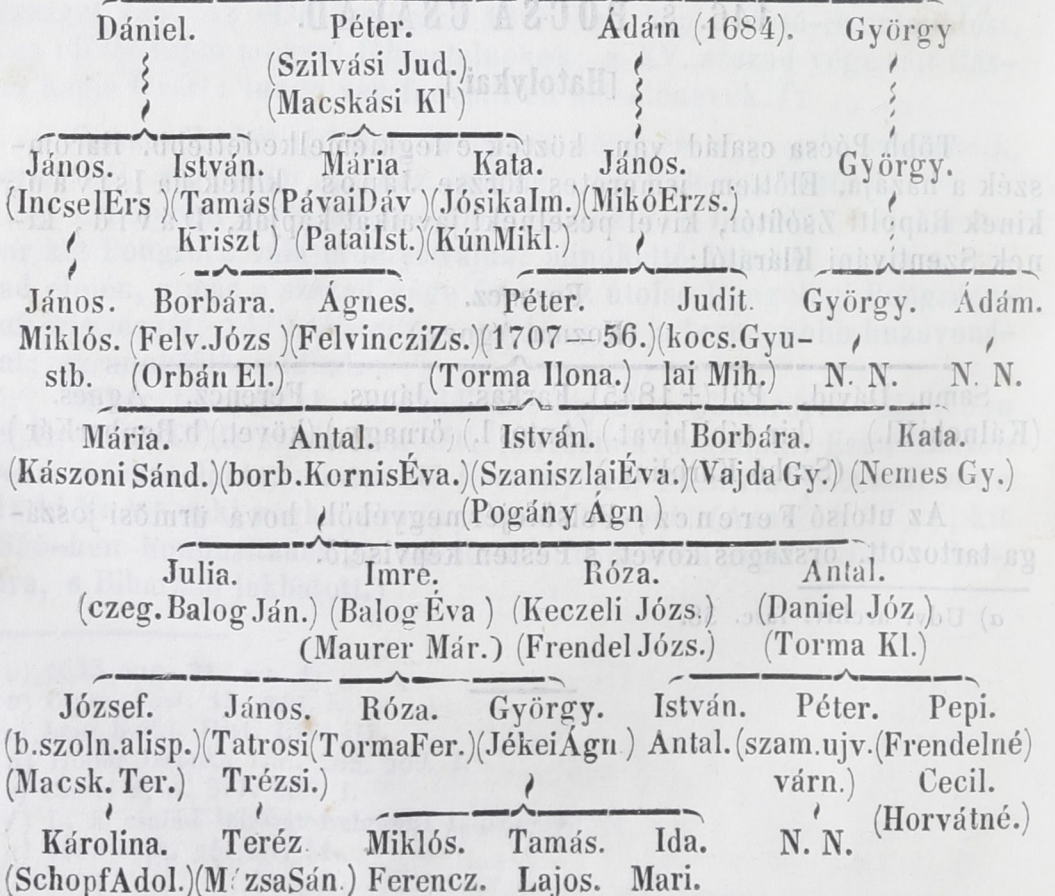 Dániel. Péter. Ádám (1684). György
(Szilvási Jud.)
(Macskási Kl
János. István. Mária Kata János. György.
(IncselErs )(Tamás (PávaiDáv )(Jósikalm.)(MikóErzs.)
Kriszt (PataiIst.)(KúnMikl.)
János Borbára Ágnes. Péter. Judit. György. Ádám.
Miklós. (Felv.Józs )(FelvincziZs.)(1707—56.)(kocs.Gyu-
stb. (Orbán El.) (Torma Ilona.) lai Mih) N. N. N. N.
Mária. Antal. István. Borbára. Kata.
(Kászoni Sánd.)(borb.KornisÉva.)(SzaniszlaiÉva.)(VajdaGy.) (Nemes Gy.)
(Pogány Ágn )
Julia. Imre. Róza. Antal.
(czeg.Balog Ján.) (Balog Éva ) (Keczeli Józs.) (Daniel Józ.)
(Maurer Már.) (Frendel Józs.) (Torma Kl.)
József János. Róza. György. István. Péter. Pepi.
(b.szoln.alisp.)(Tatrosi (TormaFer.)(JékeiÁgn ) Antal. (szam.ujv.(Frendelné)
(Macsk. Ter.) Trézsi.) várn.) Cecil.
(Horvátné.)
Károlina. Teréz Miklós. Tamás. Ida. N. N.
(SchopfAdol.)(M zsaSán.) Ferencz. Lajos. Mari.